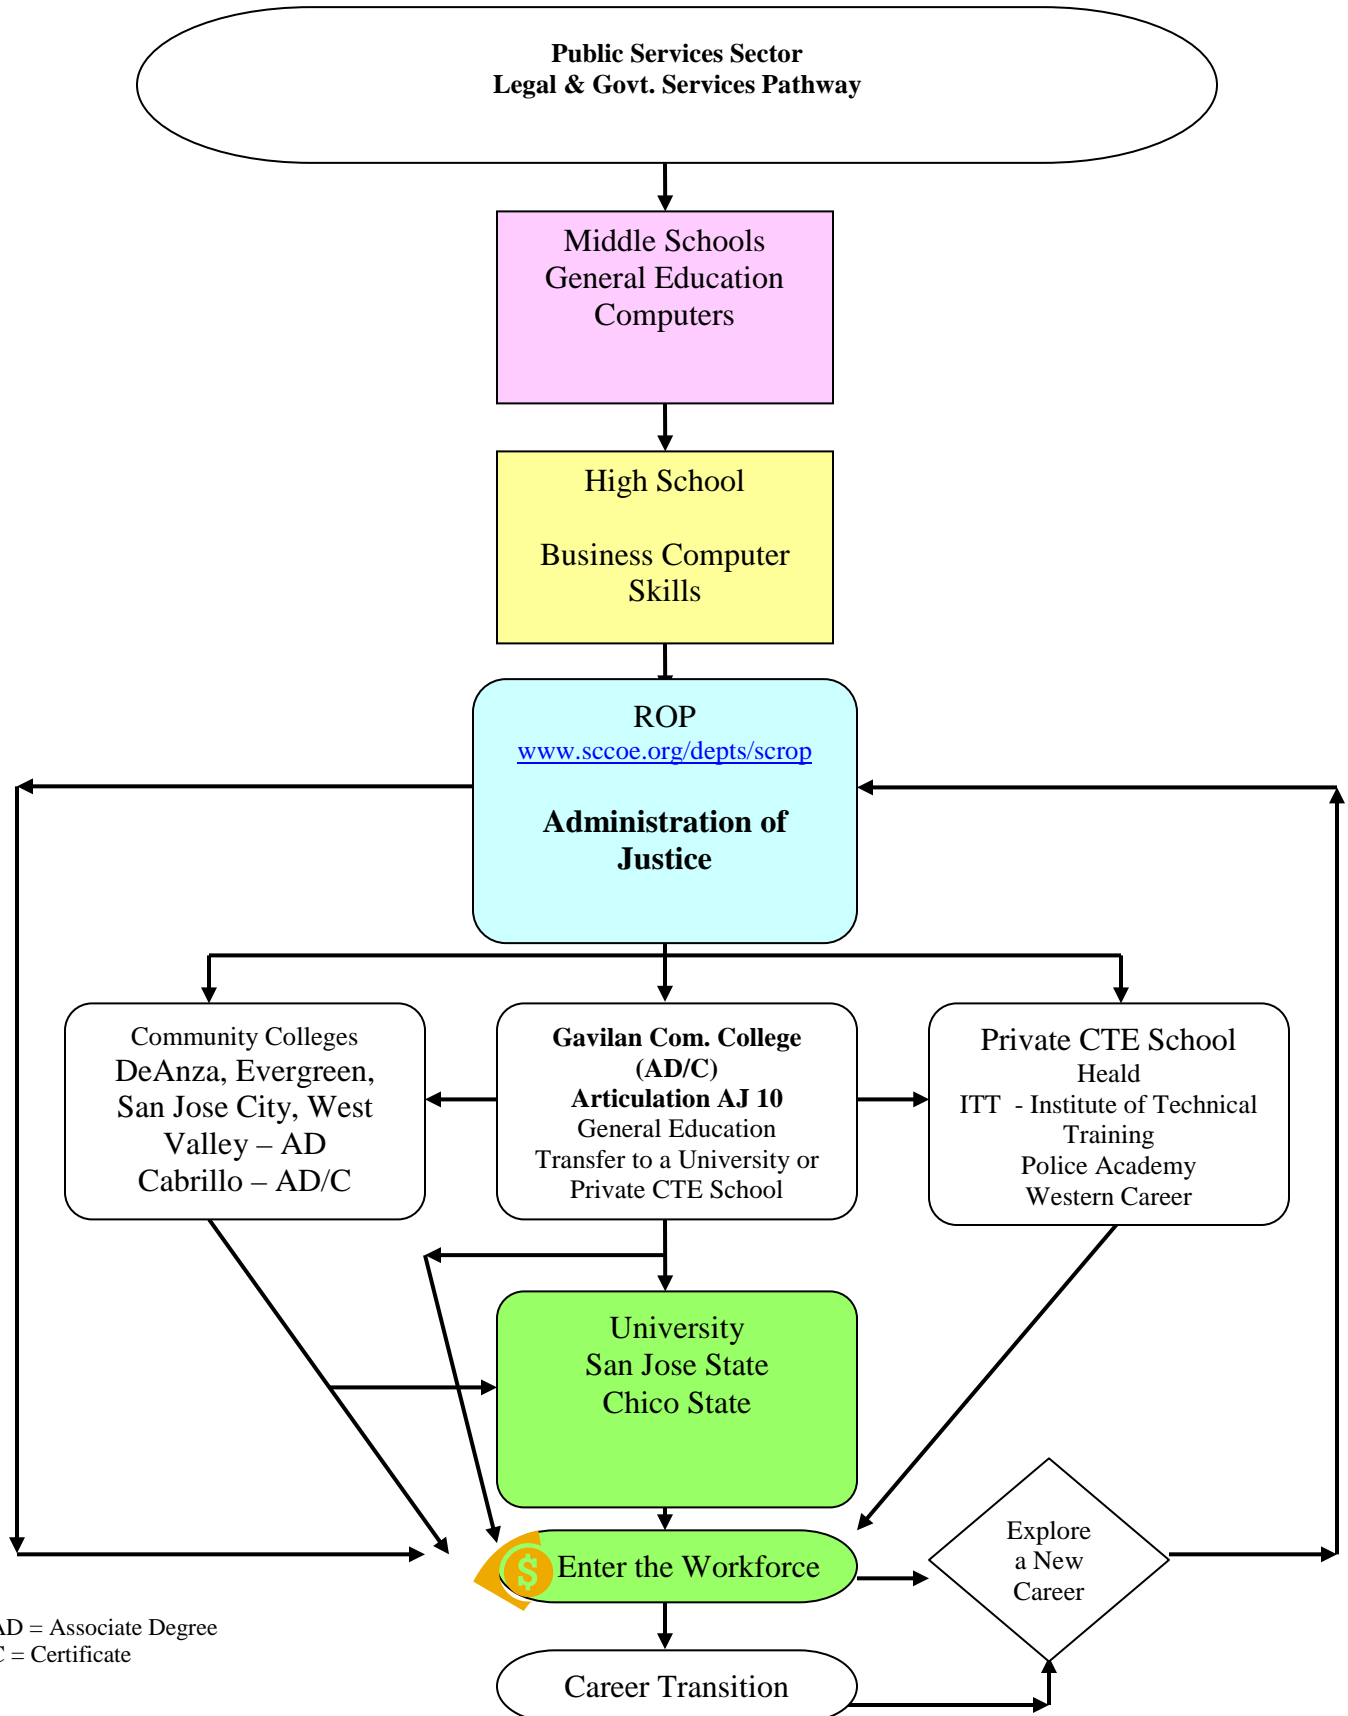 Public Services Sector
Legal & Govt. Services Pathway
Middle Schools
General Education
Computers
High School
Business Computer
Skills
ROP
www.sccoe.org/depts/scrop
Administration of
Justice
Community Colleges
DeAnza, Evergreen,
San Jose City, West
Valley – AD
Cabrillo – AD/C
Gavilan Com. College
(AD/C)
Articulation AJ 10
General Education
Transfer to a University or
Private CTE School
Private CTE School
Heald
ITT - Institute of Technical
Training
Police Academy
Western Career
University
San Jose State
Chico State
Explore
a New
Career
$
Enter the Workforce
AD = Associate Degree
C = Certificate
Career Transition